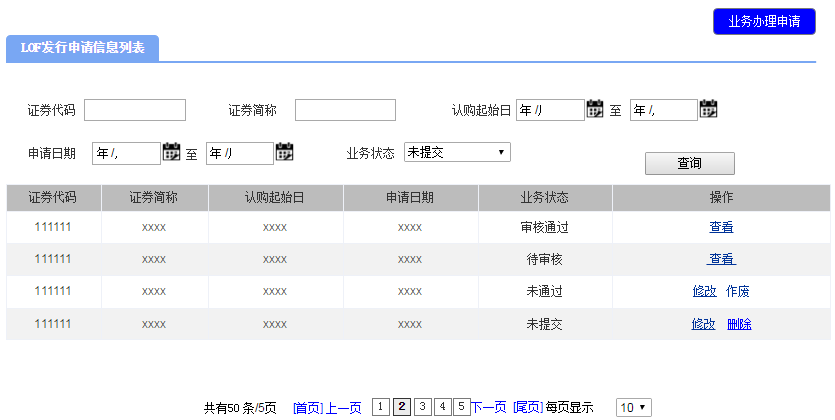 业务办理申请
LOF发行申请信息列表
证券代码 证券简称 认购起始日 年 /,/ 至 年 /,
申请日期 年 /, 至 年 /,/ 业务状态 未提交
查询
证券代码 证券简称 认购起始日 申请日期 业务状态 操作
111111 xxxx xxxx xxxx 审核通过 查看
111111 xxxx xxxx xxxx 待审核 查看
111111 xxxx xxxx xxxx 未通过 修改 作废
111111 xxxx xxxx xxxx 未提交 修改 删除
共有50 条/5页 [首页] 上一页 1 2 3 4 5 下一页 [尾页] 每页显示 10